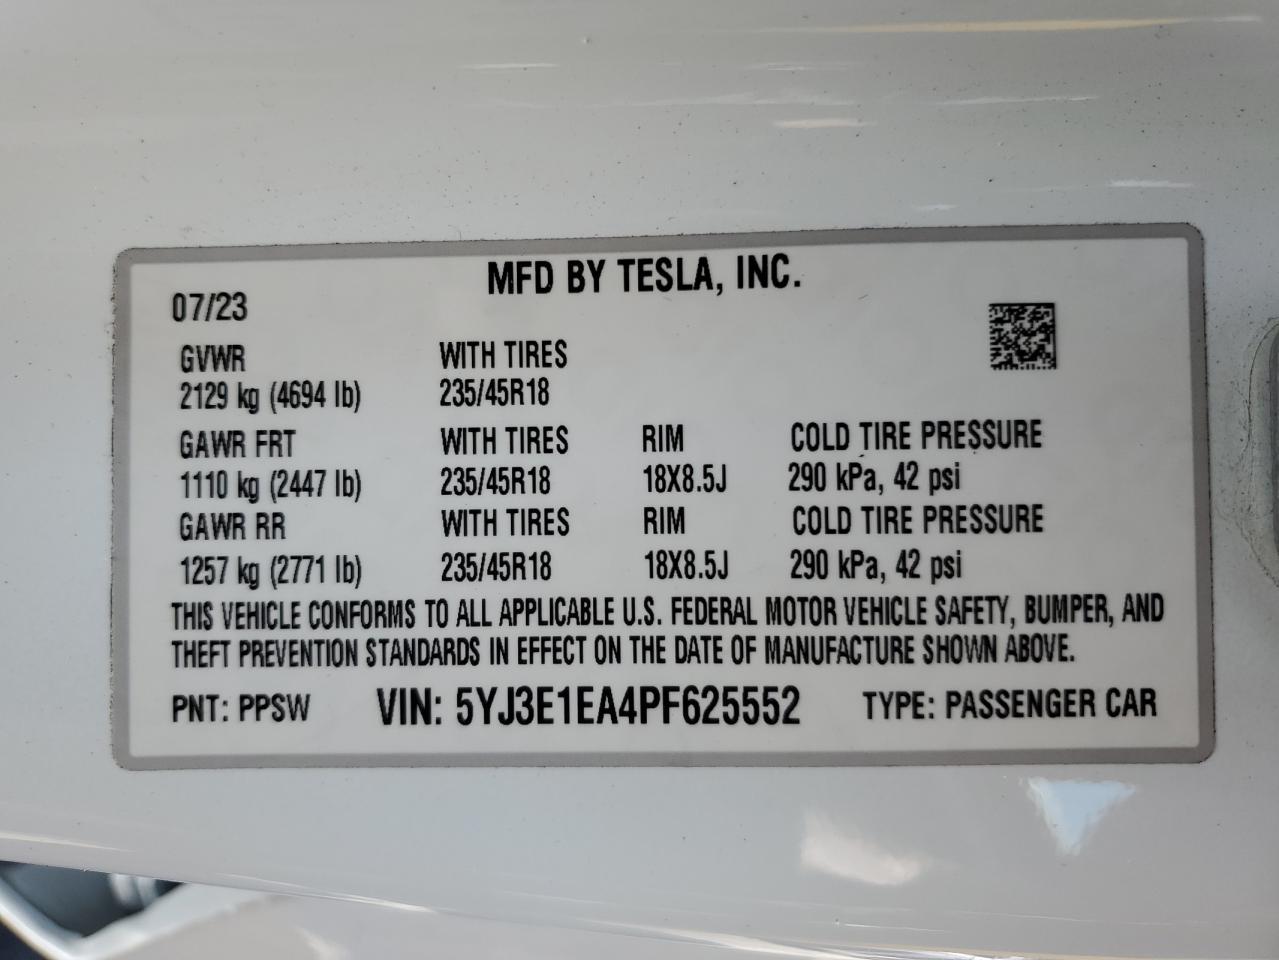 MFD BY TESLA, INC.
07/23
GVWR WITH TIRES
2129 kg (4694 lb) 235/45R18
GAWR FRT WITH TIRES RIM COLD TIRE PRESSURE
1110 kg (2447 lb) 235/45R18 18X8.5J 290 kPa, 42 psi
GAWR RR WITH TIRES RIM COLD TIRE PRESSURE
1257 kg (2771 lb) 235/45R18 18X8.5J 290 kPa, 42 psi
THIS VEHICLE CONFORMS TO ALL APPLICABLE U.S. FEDERAL MOTOR VEHICLE SAFETY, BUMPER, AND
THEFT PREVENTION STANDARDS IN EFFECT ON THE DATE OF MANUFACTURE SHOWN ABOVE.
PNT: PPSW VIN: 5YJ3E1EA4PF625552 TYPE: PASSENGER CAR